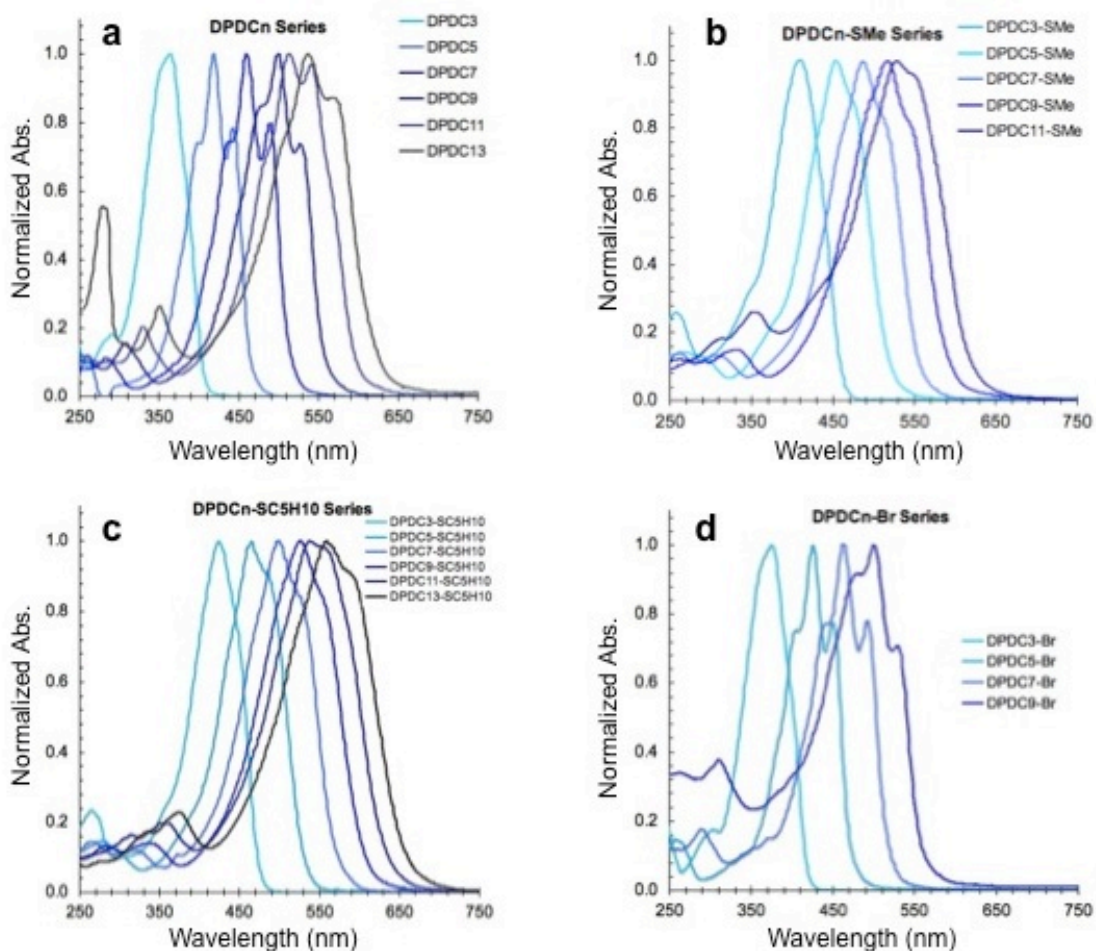 a
DPDCn Series
DPDC3
DPDC5
DPDC7
DPDC9
DPDC11
DPDC13
Normalized Abs.
1.0
0.8
0.6
0.4
0.2
0.0
250 350 450 550 650 750
Wavelength (nm)
b
DPDCn-SMe Series
DPDC3-SMe
DPDC5-SMe
DPDC7-SMe
DPDC9-SMe
DPDC11-SMe
Normalized Abs.
1.0
0.8
0.6
0.4
0.2
0.0
250 350 450 550 650 750
Wavelength (nm)
c
DPDCn-SC5H10 Series
DPDC3-SC5H10
DPDC5-SC5H10
DPDC7-SC5H10
DPDC9-SC5H10
DPDC11-SC5H10
DPDC13-SC5H10
Normalized Abs.
1.0
0.8
0.6
0.4
0.2
0.0
250 350 450 550 650 750
Wavelength (nm)
d
DPDCn-Br Series
DPDC3-Br
DPDC5-Br
DPDC7-Br
DPDC9-Br
Normalized Abs.
1.0
0.8
0.6
0.4
0.2
0.0
250 350 450 550 650 750
Wavelength (nm)